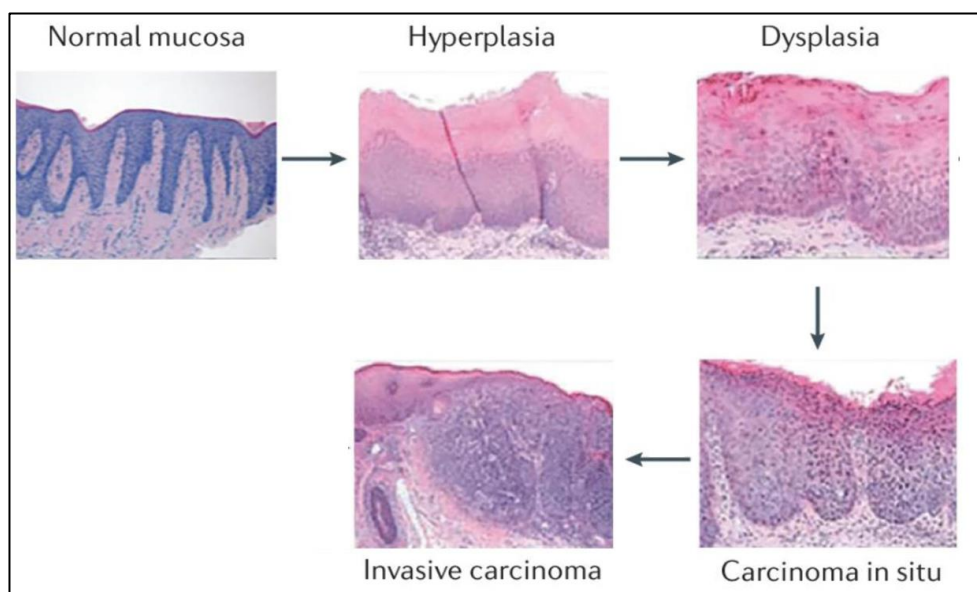 Normal mucosa
Hyperplasia
Dysplasia
Invasive carcinoma
Carcinoma in situ